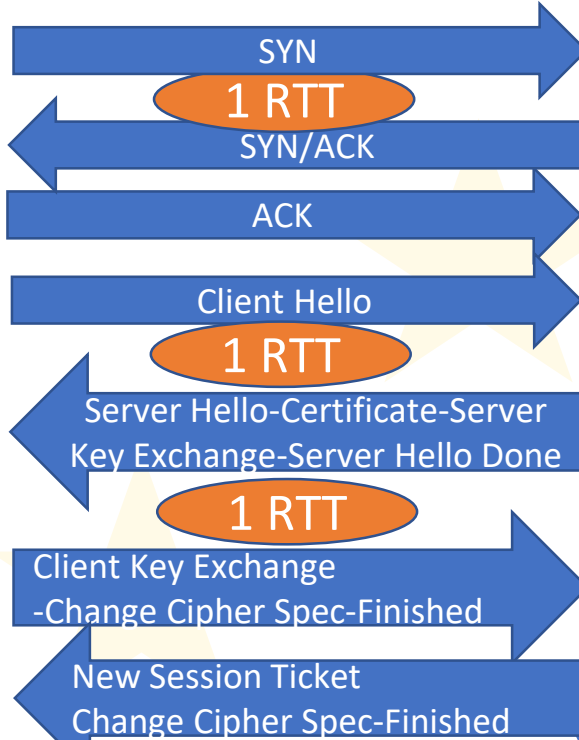 SYN
1 RTT
SYN/ACK
ACK
Client Hello
1 RTT
Server Hello-Certificate-Server
Key Exchange-Server Hello Done
1 RTT
Client Key Exchange
-Change Cipher Spec-Finished
New Session Ticket
Change Cipher Spec-Finished